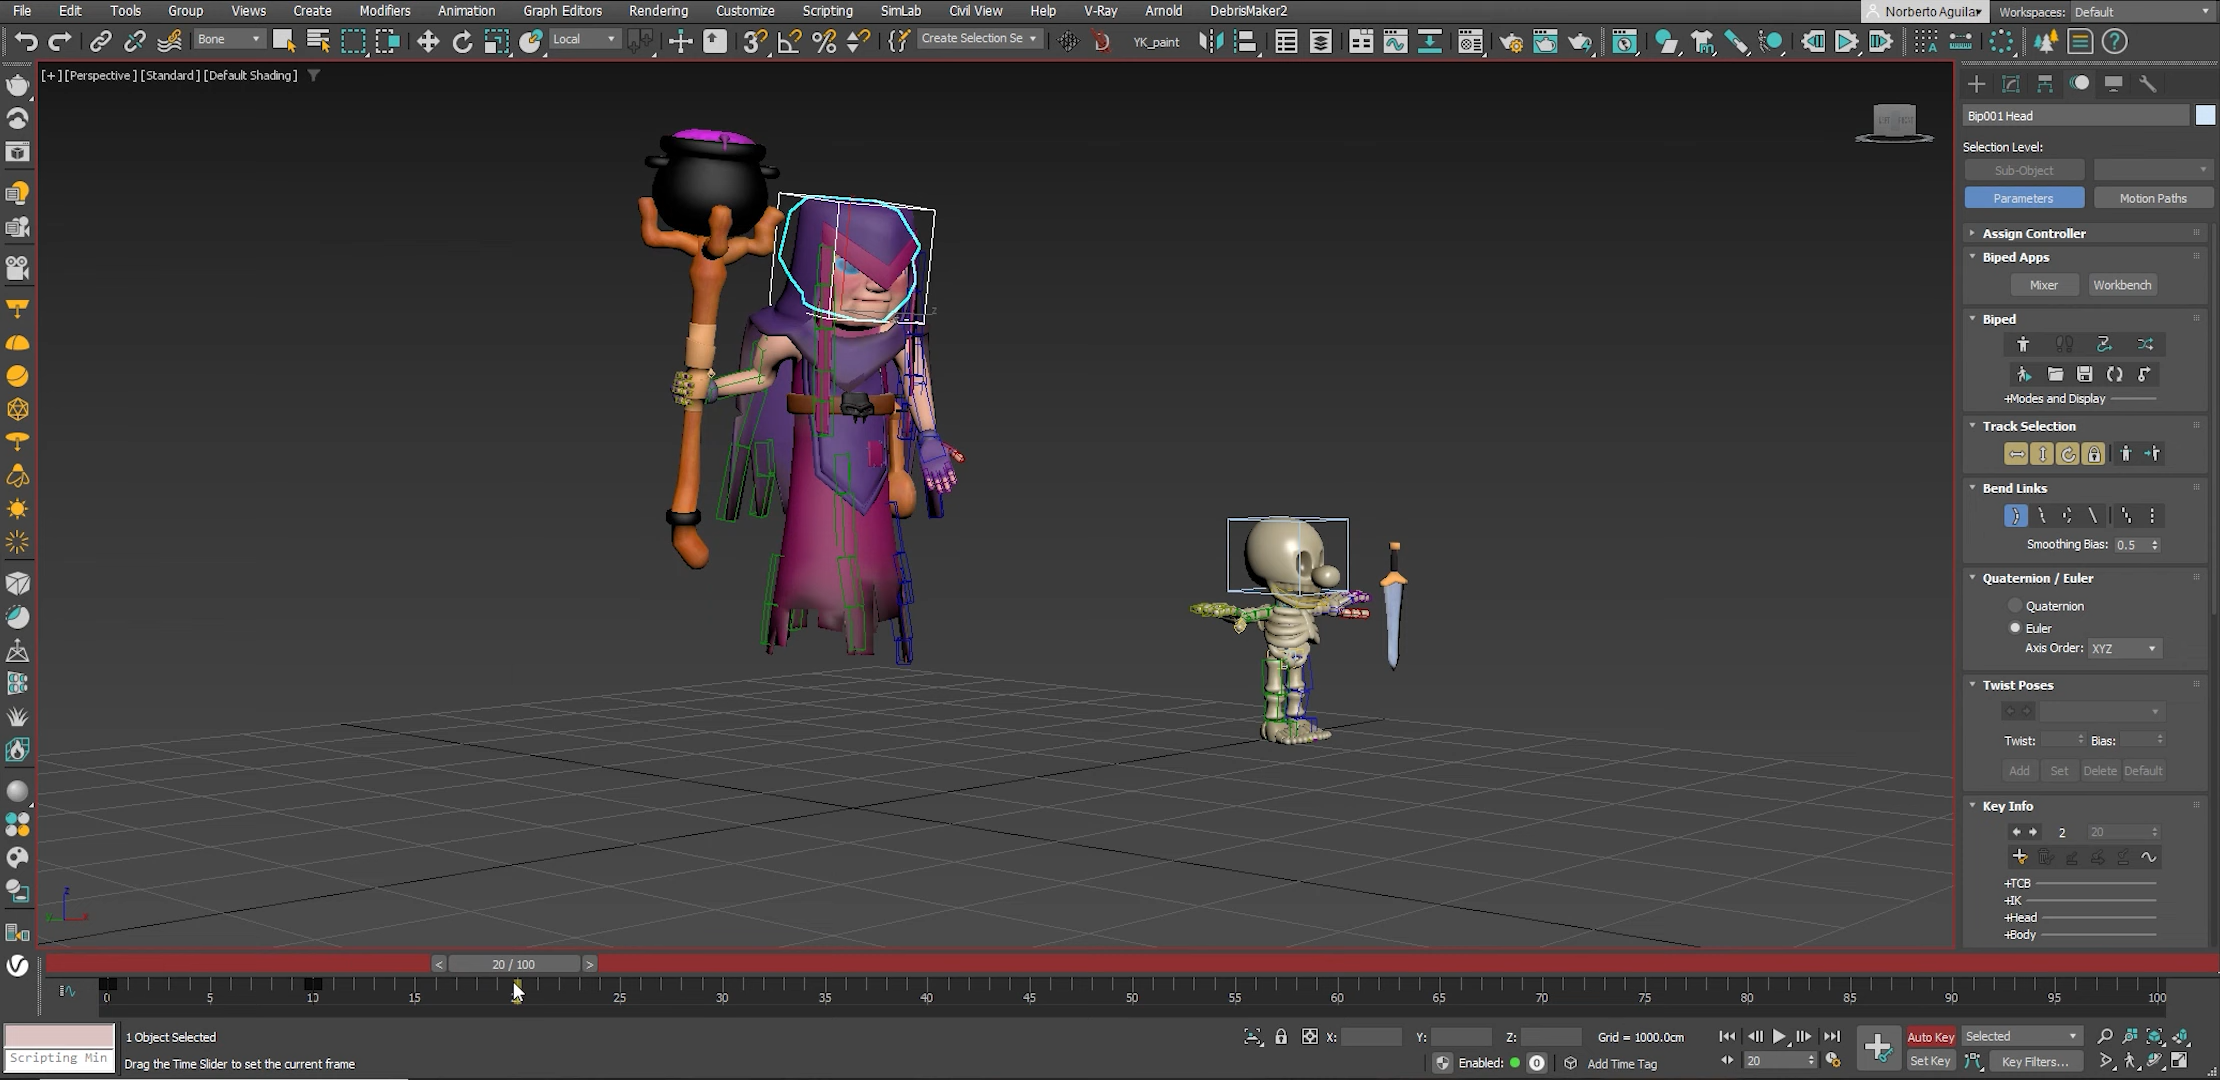 File Edit Tools Group Views Create Modifiers Animation Graph Editors Rendering Customize Scripting SimLab Civil View Help V-Ray Arnold DebrisMaker2 Norberto Aguilar Workspaces: Default
Bone Local Create Selection Se YK_paint
[+] [Perspective ] [Standard ] [Default Shading ]
Bip001 Head
Selection Level:
Sub-Object
Parameters Motion Paths
Assign Controller
Biped Apps
Mixer Workbench
Biped
+Modes and Display
Track Selection
Bend Links
Smoothing Bias: 0.5
Quaternion / Euler
Quaternion
Euler
Axis Order: XYZ
Twist Poses
Twist: Bias:
Add Set Delete Default
Key Info
2 20
+TCB
+IK
+Head
+Body
z
z
y x
< 20 / 100 >
0 5 10 15 25 30 35 40 45 50 55 60 65 70 75 80 85 90 95 100
1 Object Selected X: Y: Z: Grid = 1000.0cm Auto Key Selected
Scripting Min Drag the Time Slider to set the current frame Enabled: 0 Add Time Tag 20 Set Key Key Filters...